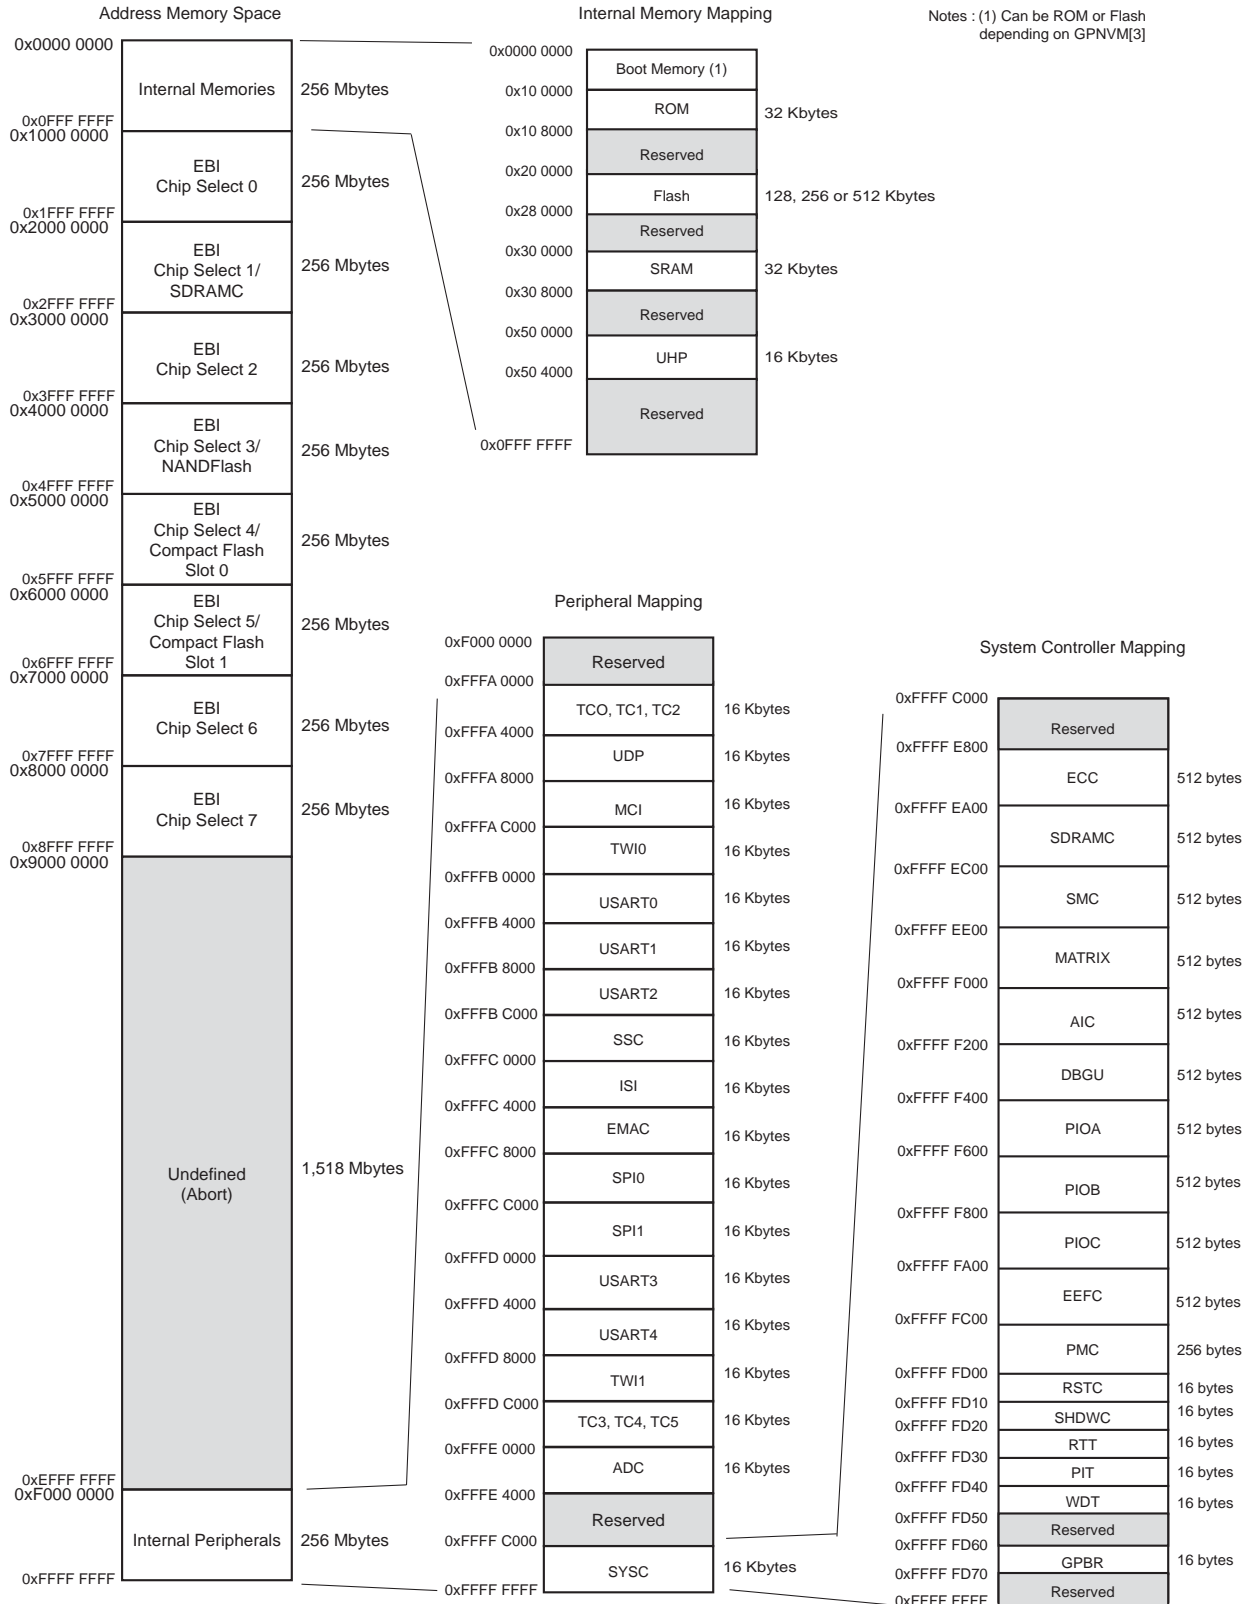 Address Memory Space
0x0000 0000
Internal Memories
256 Mbytes
0x0FFF FFFF
0x1000 0000
EBI
Chip Select 0
256 Mbytes
0x1FFF FFFF
0x2000 0000
EBI
Chip Select 1/
SDRAMC
256 Mbytes
0x2FFF FFFF
0x3000 0000
EBI
Chip Select 2
256 Mbytes
0x3FFF FFFF
0x4000 0000
EBI
Chip Select 3/
NANDFlash
256 Mbytes
0x4FFF FFFF
0x5000 0000
EBI
Chip Select 4/
Compact Flash
Slot 0
256 Mbytes
0x5FFF FFFF
0x6000 0000
EBI
Chip Select 5/
Compact Flash
Slot 1
256 Mbytes
0x6FFF FFFF
0x7000 0000
EBI
Chip Select 6
256 Mbytes
0x7FFF FFFF
0x8000 0000
EBI
Chip Select 7
256 Mbytes
0x8FFF FFFF
0x9000 0000
Undefined
(Abort)
1,518 Mbytes
0xEFFF FFFF
0xF000 0000
Internal Peripherals
256 Mbytes
0xFFFF FFFF
Internal Memory Mapping
0x0000 0000
Boot Memory (1)
0x10 0000
ROM
32 Kbytes
0x10 8000
Reserved
0x20 0000
Flash
128, 256 or 512 Kbytes
0x28 0000
Reserved
0x30 0000
SRAM
32 Kbytes
0x30 8000
Reserved
0x50 0000
UHP
16 Kbytes
0x50 4000
Reserved
0x0FFF FFFF
Notes : (1) Can be ROM or Flash
depending on GPNVM[3]
Peripheral Mapping
0xF000 0000
Reserved
0xFFFA 0000
TCO, TC1, TC2
16 Kbytes
0xFFFA 4000
UDP
16 Kbytes
0xFFFA 8000
MCI
16 Kbytes
0xFFFA C000
TWI0
16 Kbytes
0xFFFB 0000
USART0
16 Kbytes
0xFFFB 4000
USART1
16 Kbytes
0xFFFB 8000
USART2
16 Kbytes
0xFFFB C000
SSC
16 Kbytes
0xFFFC 0000
ISI
16 Kbytes
0xFFFC 4000
EMAC
16 Kbytes
0xFFFC 8000
SPI0
16 Kbytes
0xFFFC C000
SPI1
16 Kbytes
0xFFFD 0000
USART3
16 Kbytes
0xFFFD 4000
USART4
16 Kbytes
0xFFFD 8000
TWI1
16 Kbytes
0xFFFD C000
TC3, TC4, TC5
16 Kbytes
0xFFFE 0000
ADC
16 Kbytes
0xFFFE 4000
Reserved
0xFFFF C000
SYSC
16 Kbytes
0xFFFF FFFF
System Controller Mapping
0xFFFF C000
Reserved
0xFFFF E800
ECC
512 bytes
0xFFFF EA00
SDRAMC
512 bytes
0xFFFF EC00
SMC
512 bytes
0xFFFF EE00
MATRIX
512 bytes
0xFFFF F000
AIC
512 bytes
0xFFFF F200
DBGU
512 bytes
0xFFFF F400
PIOA
512 bytes
0xFFFF F600
PIOB
512 bytes
0xFFFF F800
PIOC
512 bytes
0xFFFF FA00
EEFC
512 bytes
0xFFFF FC00
PMC
256 bytes
0xFFFF FD00
RSTC
16 bytes
0xFFFF FD10
SHDWC
16 bytes
0xFFFF FD20
RTT
16 bytes
0xFFFF FD30
PIT
16 bytes
0xFFFF FD40
WDT
16 bytes
0xFFFF FD50
Reserved
0xFFFF FD60
GPBR
16 bytes
0xFFFF FD70
Reserved
0xFFFF FFFF